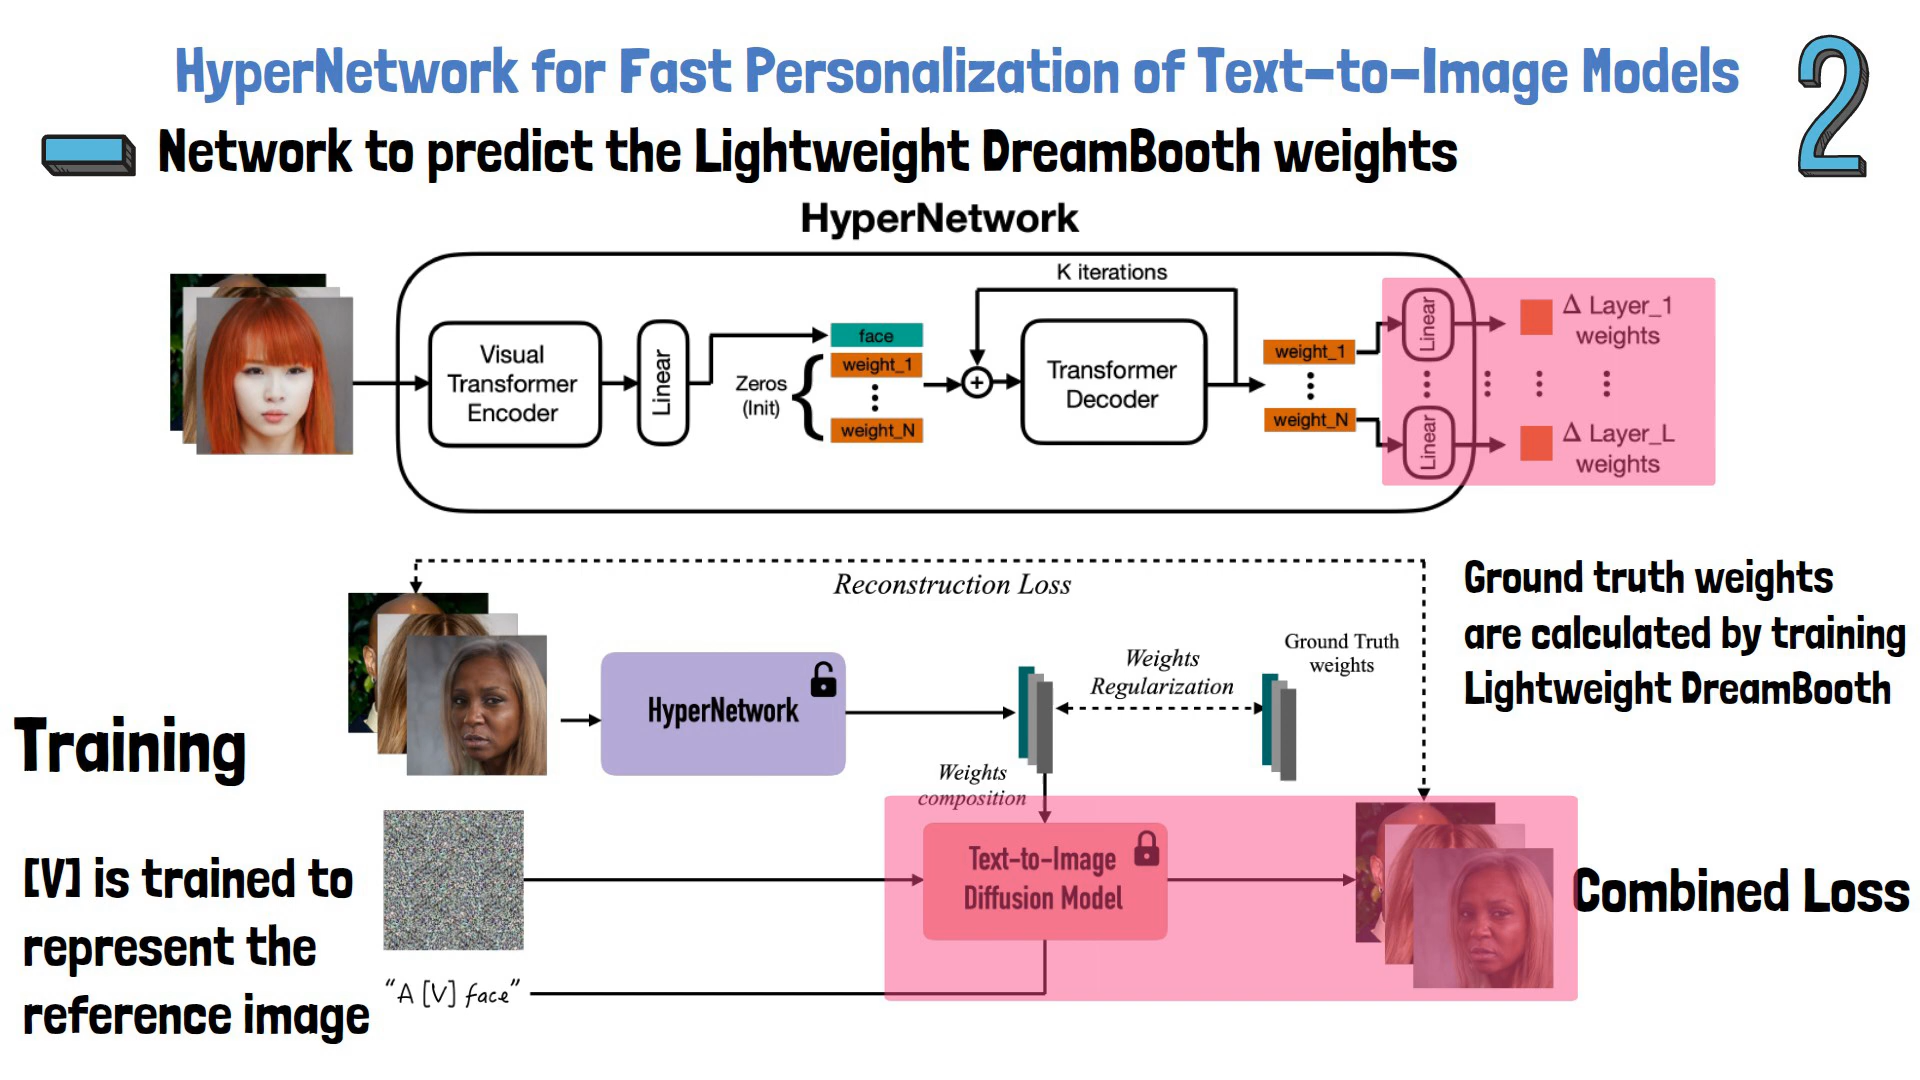 HyperNetwork for Fast Personalization of Text-to-Image Models
2
Network to predict the Lightweight DreamBooth weights
HyperNetwork
K iterations
Visual
Transformer
Encoder
Linear
Zeros
(Init)
face
weight_1
weight_N
+
Transformer
Decoder
weight_1
weight_N
Linear
Linear
Δ Layer_1
weights
Δ Layer_L
weights
Reconstruction Loss
Ground truth weights
are calculated by training
Lightweight DreamBooth
Training
HyperNetwork
Weights
Regularization
Ground Truth
weights
Weights
composition
Text-to-Image
Diffusion Model
Combined Loss
[V] is trained to
represent the
reference image
“A [V] face”